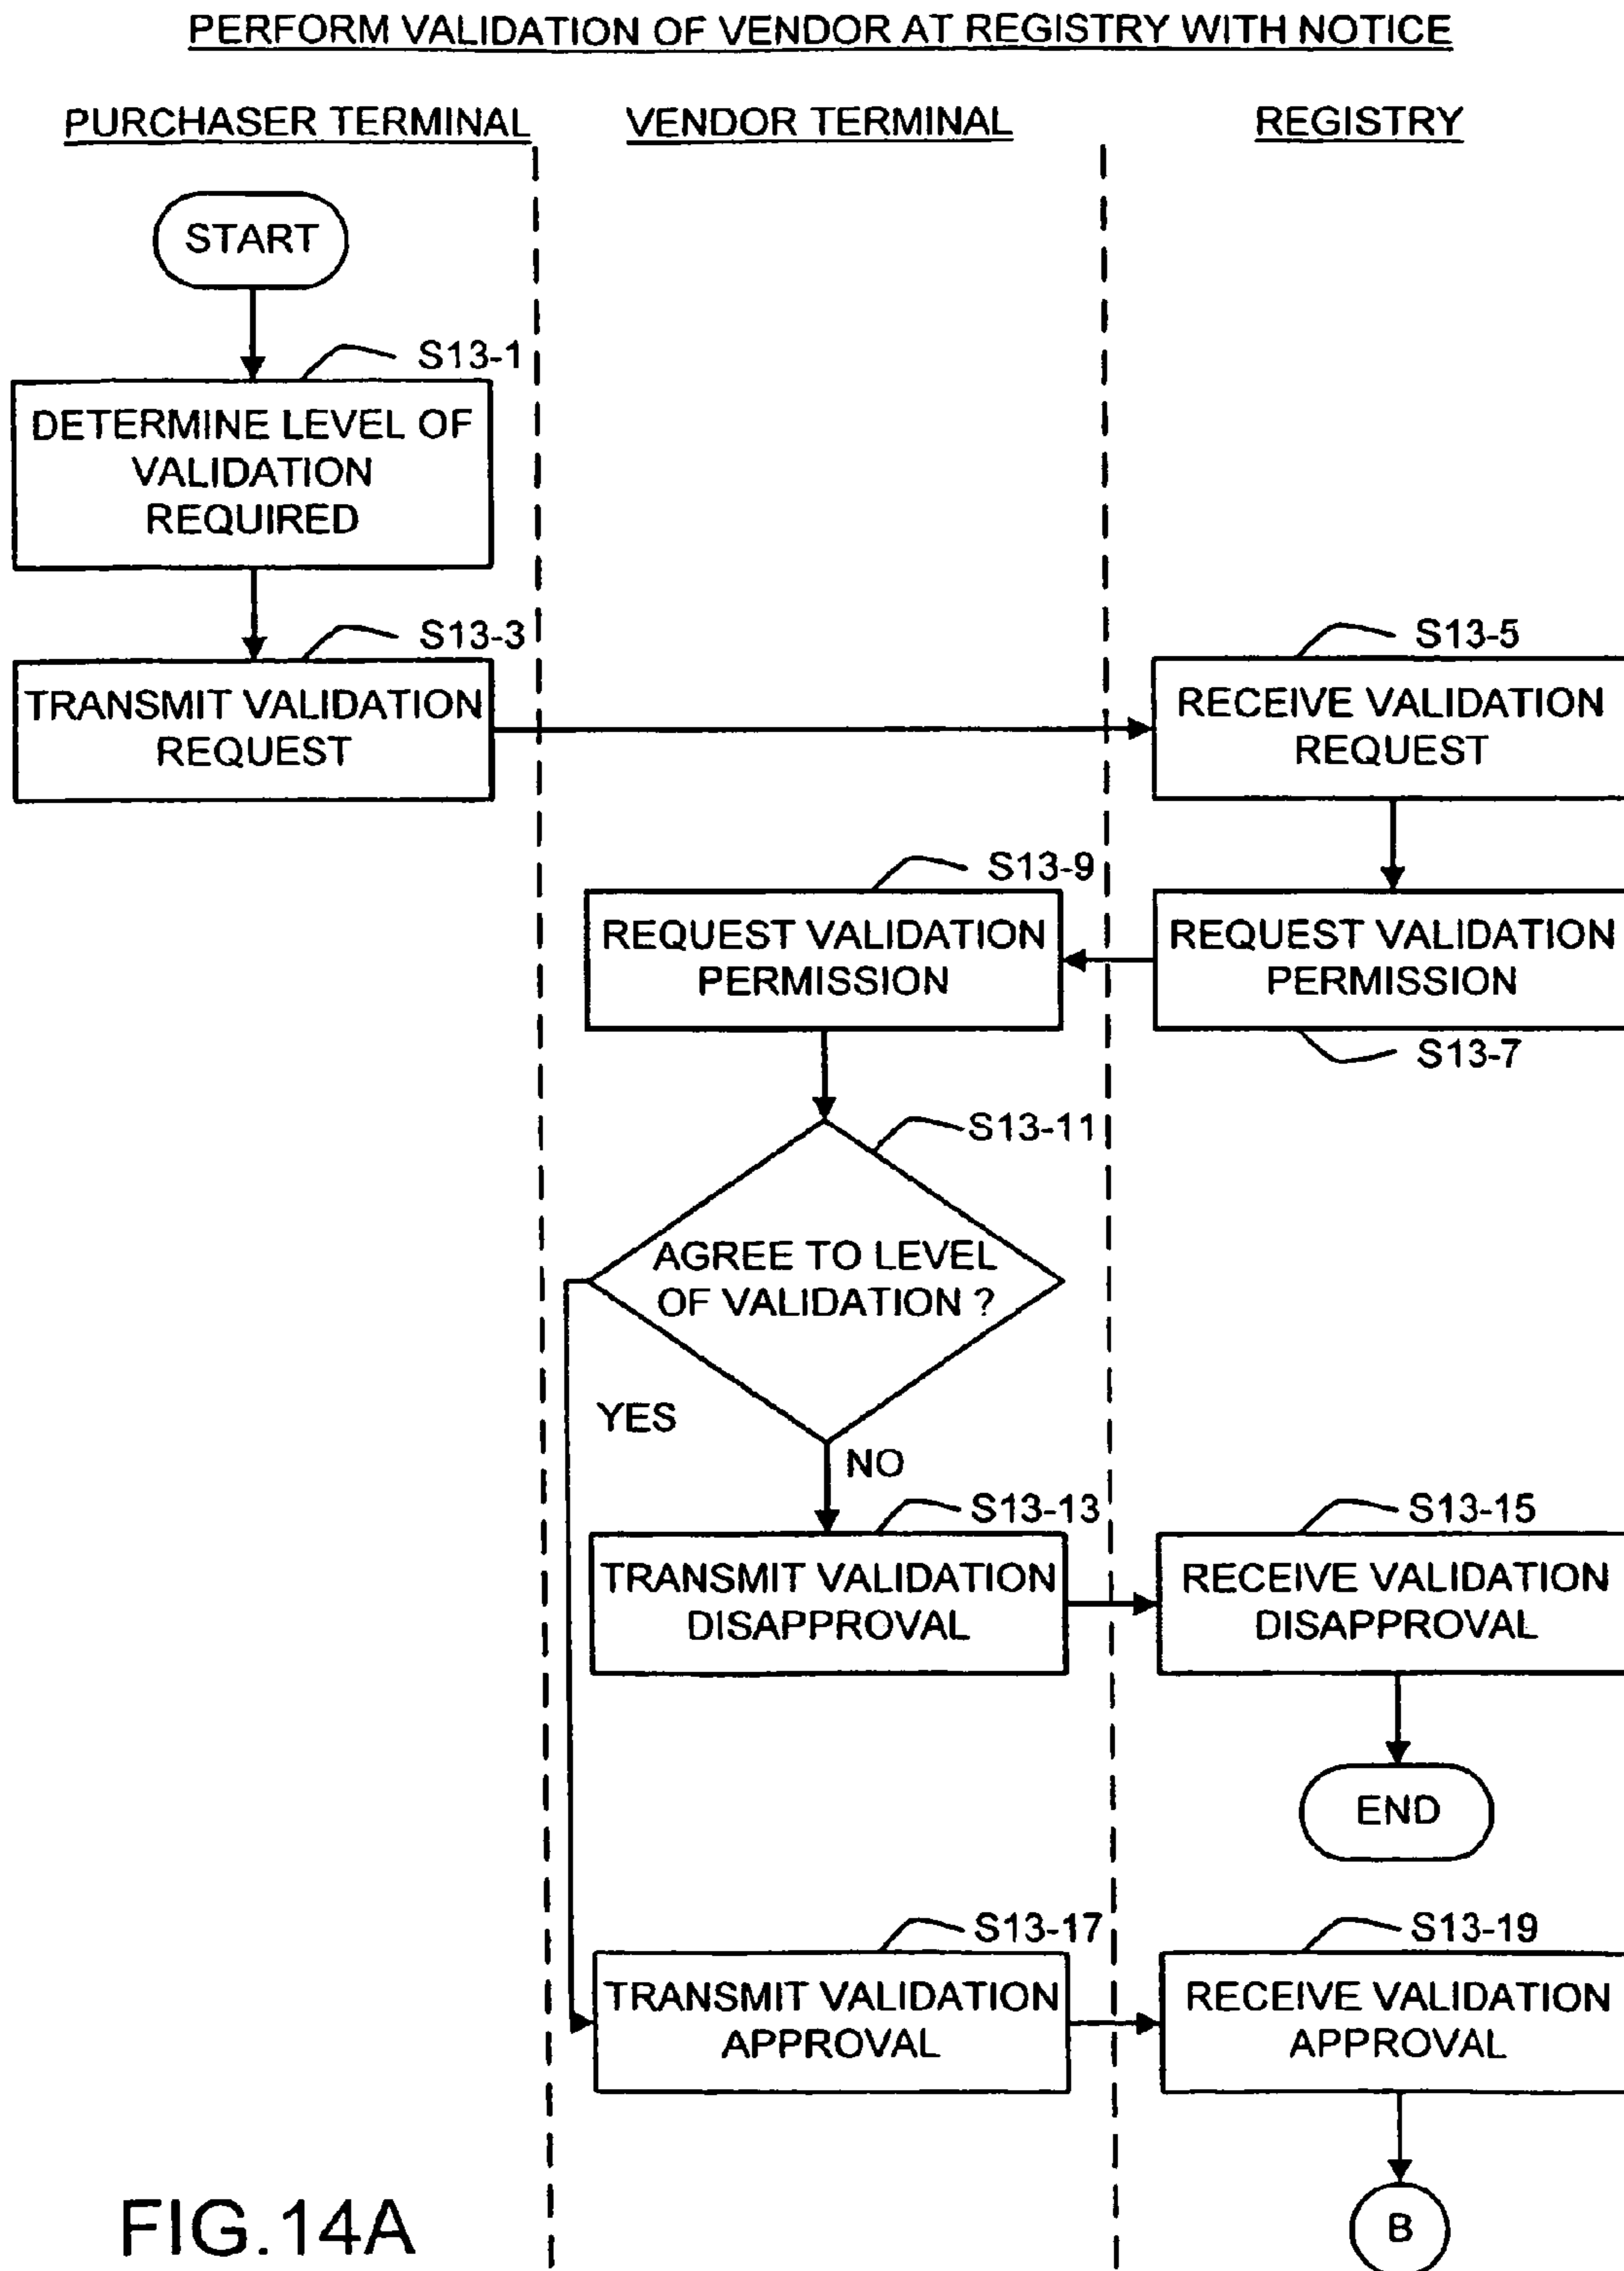 PERFORM VALIDATION OF VENDOR AT REGISTRY WITH NOTICE
PURCHASER TERMINAL
VENDOR TERMINAL
REGISTRY
START
S13-1
DETERMINE LEVEL OF
VALIDATION
REQUIRED
S13-3
TRANSMIT VALIDATION
REQUEST
S13-5
RECEIVE VALIDATION
REQUEST
S13-9
REQUEST VALIDATION
PERMISSION
REQUEST VALIDATION
PERMISSION
S13-7
S13-11
AGREE TO LEVEL
OF VALIDATION ?
YES
NO
S13-13
TRANSMIT VALIDATION
DISAPPROVAL
S13-15
RECEIVE VALIDATION
DISAPPROVAL
END
S13-17
TRANSMIT VALIDATION
APPROVAL
S13-19
RECEIVE VALIDATION
APPROVAL
B
FIG.14A